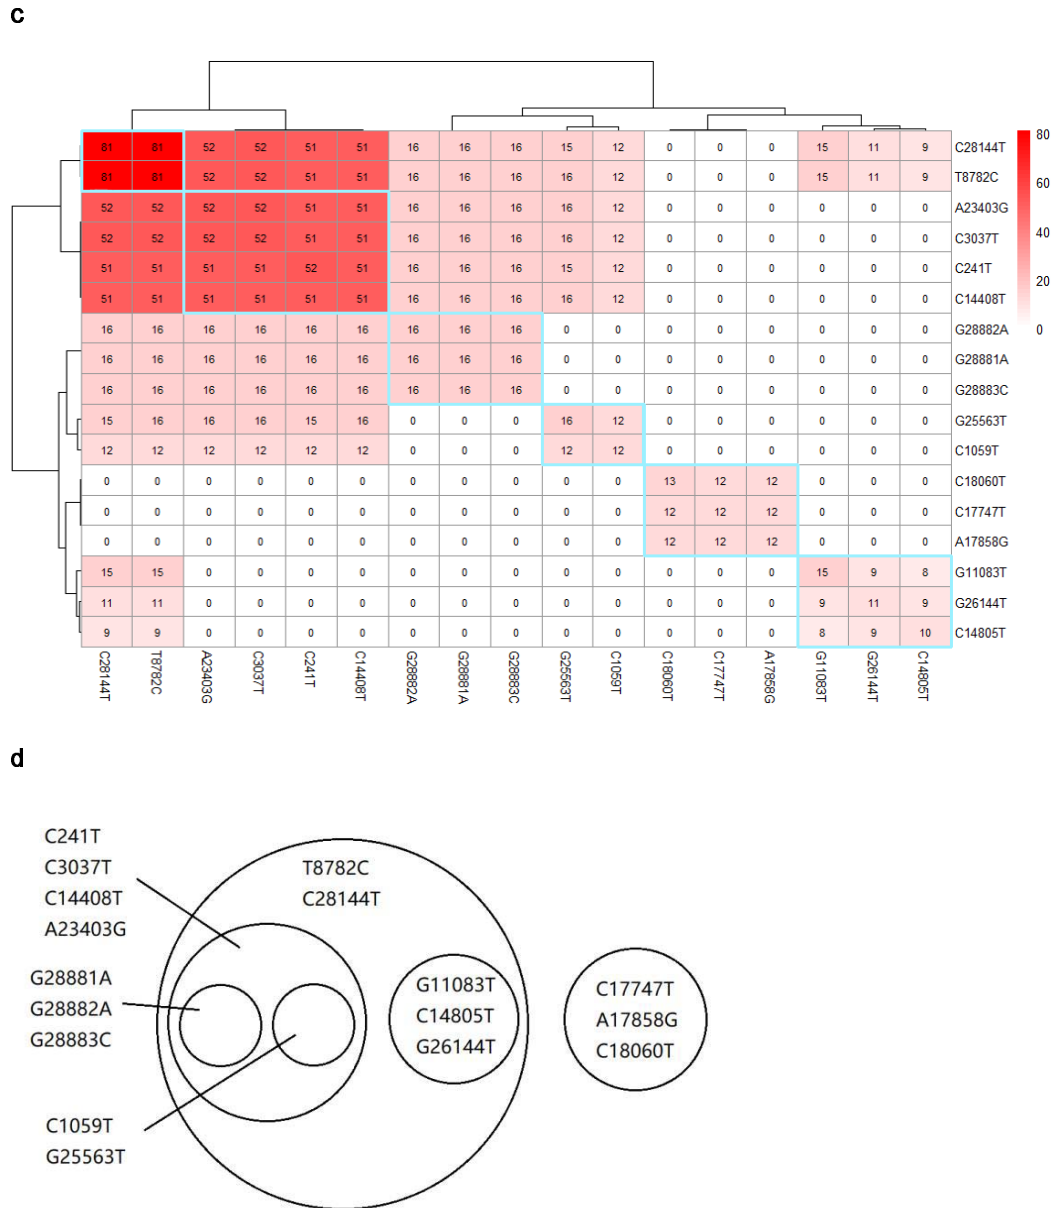 c
81 81 52 52 51 51 16 16 16 15 12 0 0 0 15 11 9 C28144T
81 81 52 52 51 51 16 16 16 16 12 0 0 0 15 11 9 T8782C
52 52 52 52 51 51 16 16 16 16 12 0 0 0 0 0 0 A23403G
52 52 52 52 51 51 16 16 16 16 12 0 0 0 0 0 0 C3037T
51 51 51 51 52 51 16 16 16 15 12 0 0 0 0 0 0 C241T
51 51 51 51 51 51 16 16 16 16 12 0 0 0 0 0 0 C14408T
16 16 16 16 16 16 16 16 16 0 0 0 0 0 0 0 0 G28882A
16 16 16 16 16 16 16 16 16 0 0 0 0 0 0 0 0 G28881A
16 16 16 16 16 16 16 16 16 0 0 0 0 0 0 0 0 G28883C
15 16 16 16 15 16 0 0 0 16 12 0 0 0 0 0 0 G25563T
12 12 12 12 12 12 0 0 0 12 12 0 0 0 0 0 0 C1059T
0 0 0 0 0 0 0 0 0 0 0 13 12 12 0 0 0 C18060T
0 0 0 0 0 0 0 0 0 0 0 12 12 12 0 0 0 C17747T
0 0 0 0 0 0 0 0 0 0 0 12 12 12 0 0 0 A17858G
15 15 0 0 0 0 0 0 0 0 0 0 0 0 15 9 8 G11083T
11 11 0 0 0 0 0 0 0 0 0 0 0 0 9 11 9 G26144T
9 9 0 0 0 0 0 0 0 0 0 0 0 0 8 9 10 C14805T
C28144T T8782C A23403G C3037T C241T C14408T G28882A G28881A G28883C G25563T C1059T C18060T C17747T A17858G G11083T G26144T C14805T
80
60
40
20
0
d
C241T
C3037T
C14408T
A23403G
T8782C
C28144T
G28881A
G28882A
G28883C
C1059T
G25563T
G11083T
C14805T
G26144T
C17747T
A17858G
C18060T